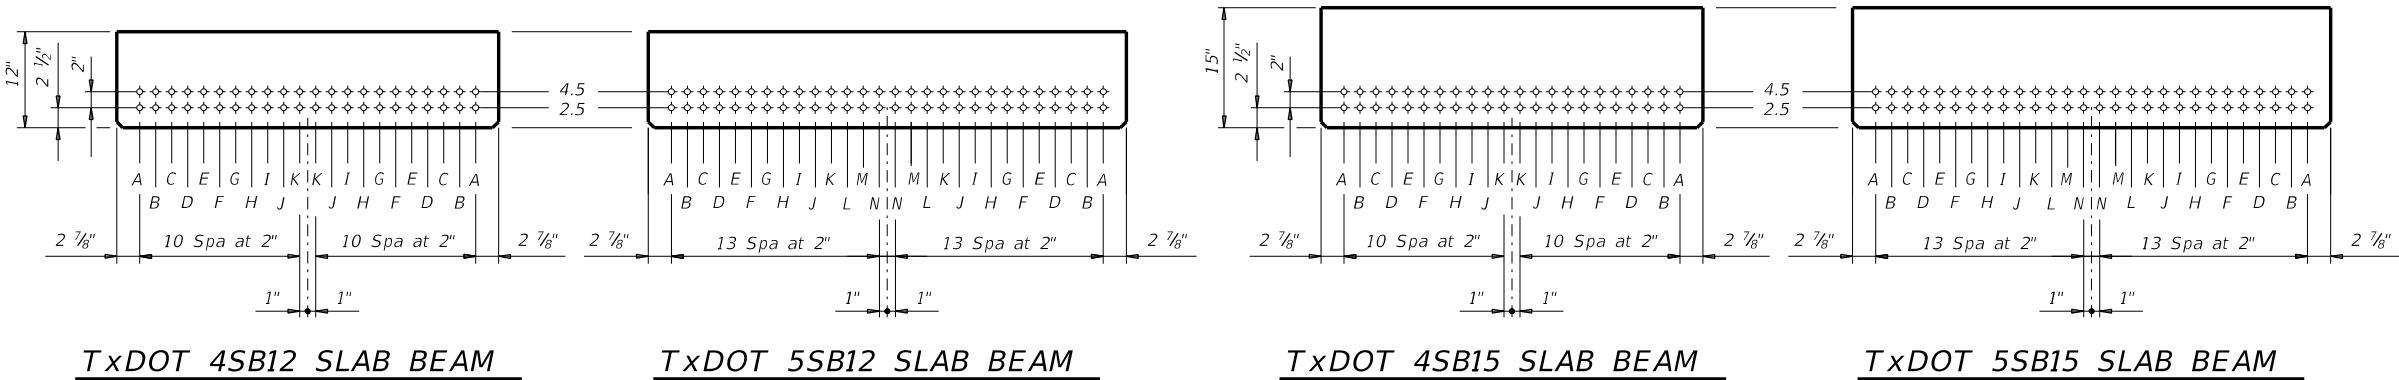 12"
2 ½"
2"
4.5
2.5
A C E G I K K I G E C A
B D F H J J H F D B
2 ⅞" 10 Spa at 2" 10 Spa at 2" 2 ⅞"
1" 1"
TxDOT 4SB12 SLAB BEAM
A C E G I K M M K I G E C A
B D F H J L N N L J H F D B
2 ⅞" 13 Spa at 2" 13 Spa at 2" 2 ⅞"
1" 1"
TxDOT 5SB12 SLAB BEAM
15"
2 ½"
2"
4.5
2.5
A C E G I K K I G E C A
B D F H J J H F D B
2 ⅞" 10 Spa at 2" 10 Spa at 2" 2 ⅞"
1" 1"
TxDOT 4SB15 SLAB BEAM
A C E G I K M M K I G E C A
B D F H J L N N L J H F D B
2 ⅞" 13 Spa at 2" 13 Spa at 2" 2 ⅞"
1" 1"
TxDOT 5SB15 SLAB BEAM